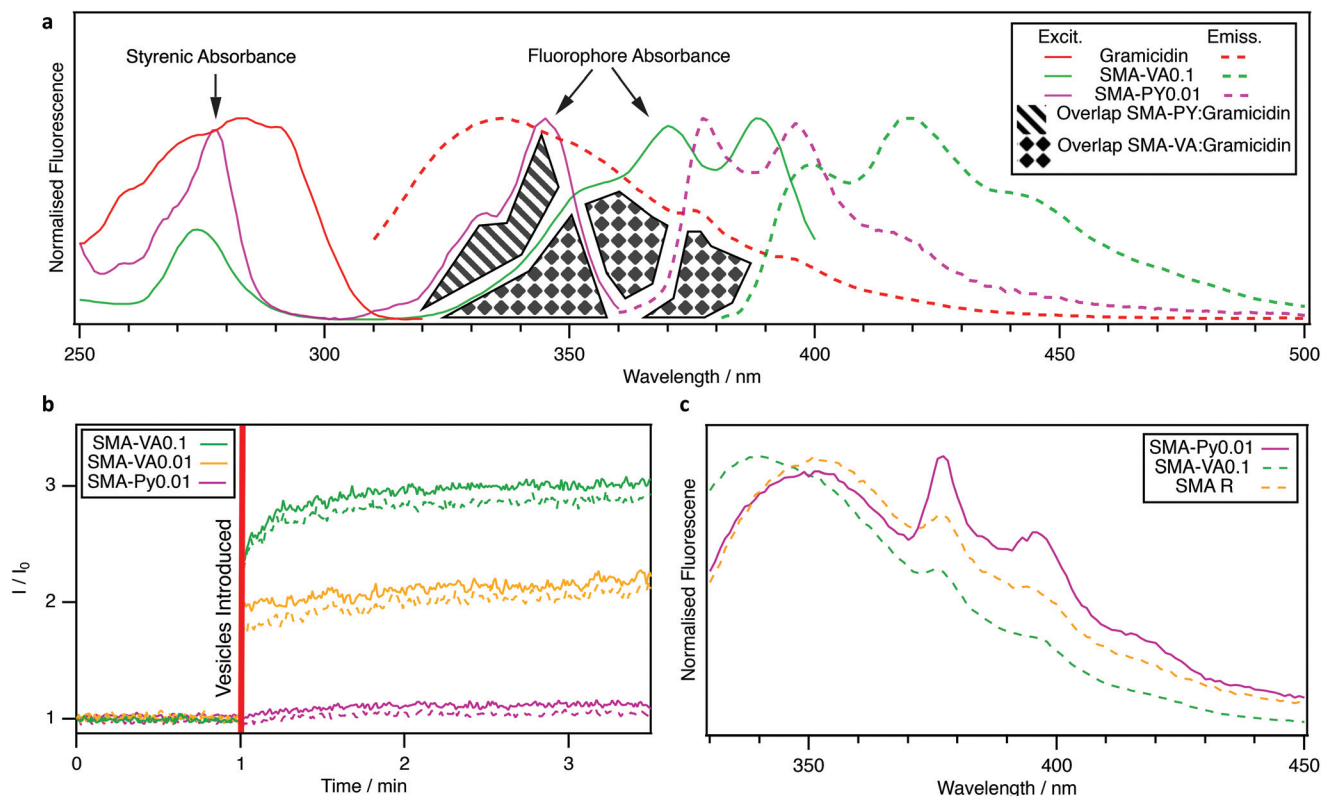 a
Styrenic Absorbance
Fluorophore Absorbance
Excit. Emiss.
Gramicidin
SMA-VA0.1
SMA-PY0.01
Overlap SMA-PY:Gramicidin
Overlap SMA-VA:Gramicidin
Normalised Fluorescence
250 300 350 400 450 500
Wavelength / nm
b
SMA-VA0.1
SMA-VA0.01
SMA-Py0.01
Vesicles Introduced
I / I0
3
2
1
0 1 2 3
Time / min
c
SMA-Py0.01
SMA-VA0.1
SMA R
Normalised Fluorescene
350 400 450
Wavelength / nm